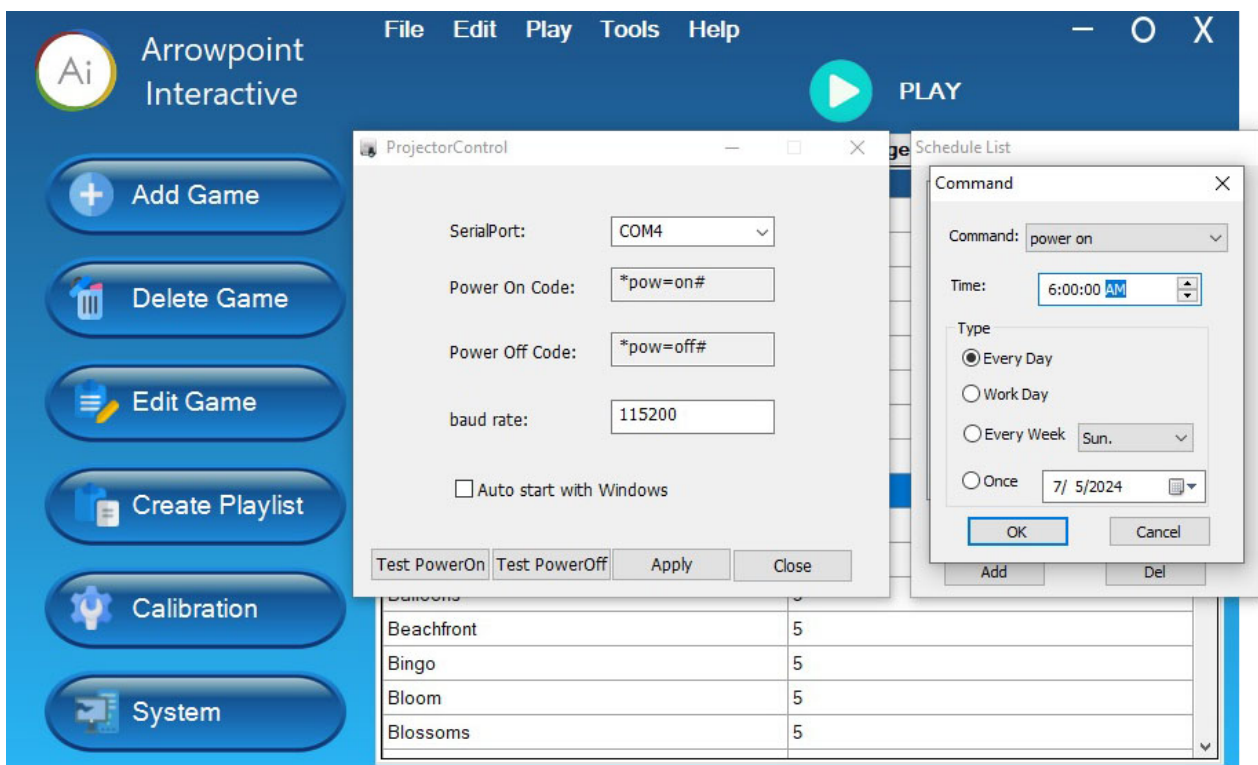 File Edit Play Tools Help
— O X
Ai
Arrowpoint
Interactive
PLAY
Add Game
Delete Game
Edit Game
Create Playlist
Calibration
System
ProjectorControl
SerialPort: COM4
Power On Code: *pow=on#
Power Off Code: *pow=off#
baud rate: 115200
Auto start with Windows
Test PowerOn Test PowerOff Apply Close
ge
Schedule List
Command
Command: power on
Time: 6:00:00 AM
Type
Every Day
Work Day
Every Week Sun.
Once 7/ 5/2024
OK Cancel
Add Del
Balloons 5
Beachfront 5
Bingo 5
Bloom 5
Blossoms 5